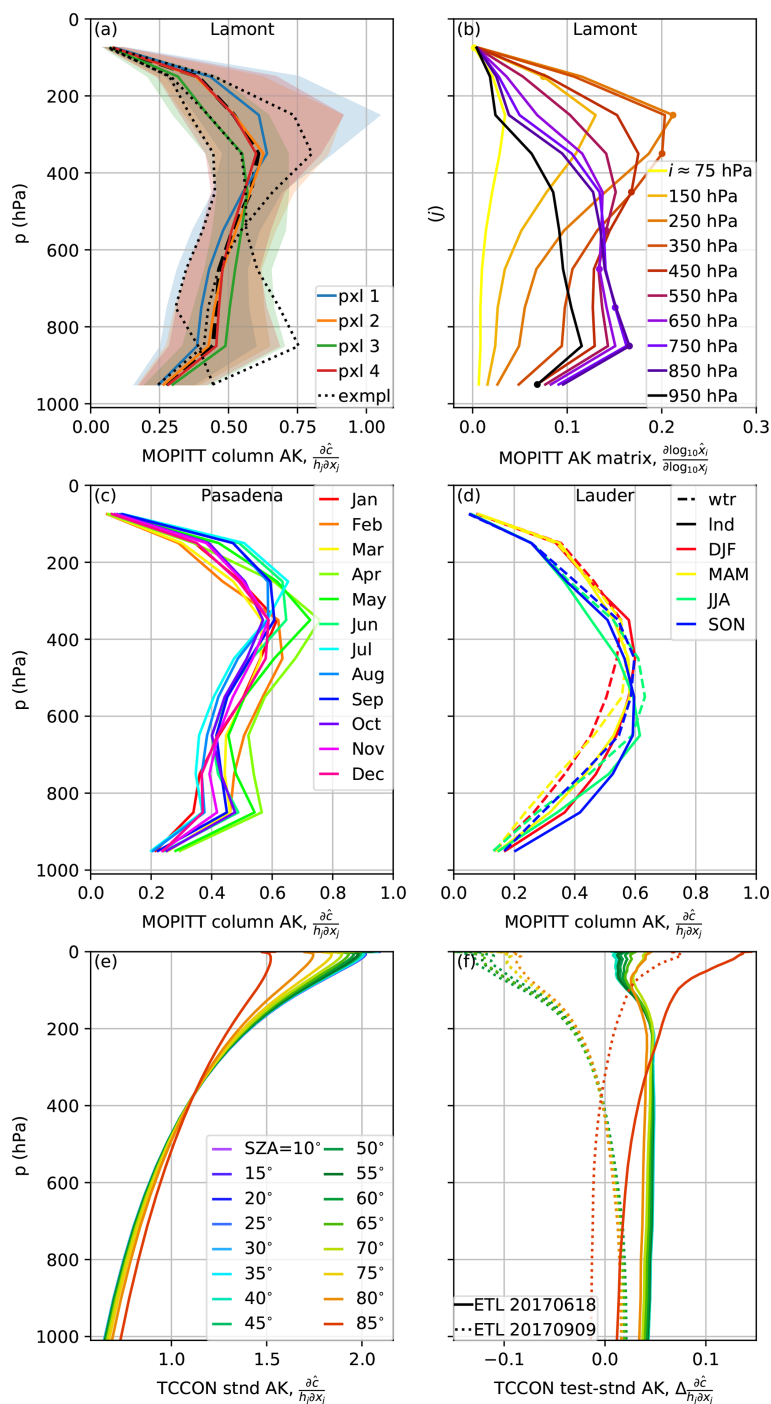 (a) Lamont
0
200
400
600
800
1000
p (hPa)
0.00 0.25 0.50 0.75 1.00
MOPITT column AK, ∂ĉ/h_j∂x_j
pxl 1
pxl 2
pxl 3
pxl 4
exmpl
(b) Lamont
(j)
0.0 0.1 0.2 0.3
MOPITT AK matrix, ∂log₁₀x̂_i/∂log₁₀x_j
i ≈ 75 hPa
150 hPa
250 hPa
350 hPa
450 hPa
550 hPa
650 hPa
750 hPa
850 hPa
950 hPa
(c) Pasadena
0
200
400
600
800
1000
p (hPa)
0.0 0.2 0.4 0.6 0.8 1.0
MOPITT column AK, ∂ĉ/h_j∂x_j
Jan
Feb
Mar
Apr
May
Jun
Jul
Aug
Sep
Oct
Nov
Dec
(d) Lauder
0.0 0.2 0.4 0.6 0.8 1.0
MOPITT column AK, ∂ĉ/h_j∂x_j
wtr
lnd
DJF
MAM
JJA
SON
(e)
0
200
400
600
800
1000
p (hPa)
1.0 1.5 2.0
TCCON stnd AK, ∂ĉ/h_j∂x_j
SZA=10°
15°
20°
25°
30°
35°
40°
45°
50°
55°
60°
65°
70°
75°
80°
85°
(f)
−0.1 0.0 0.1
TCCON test-stnd AK, Δ∂ĉ/h_j∂x_j
ETL 20170618
ETL 20170909